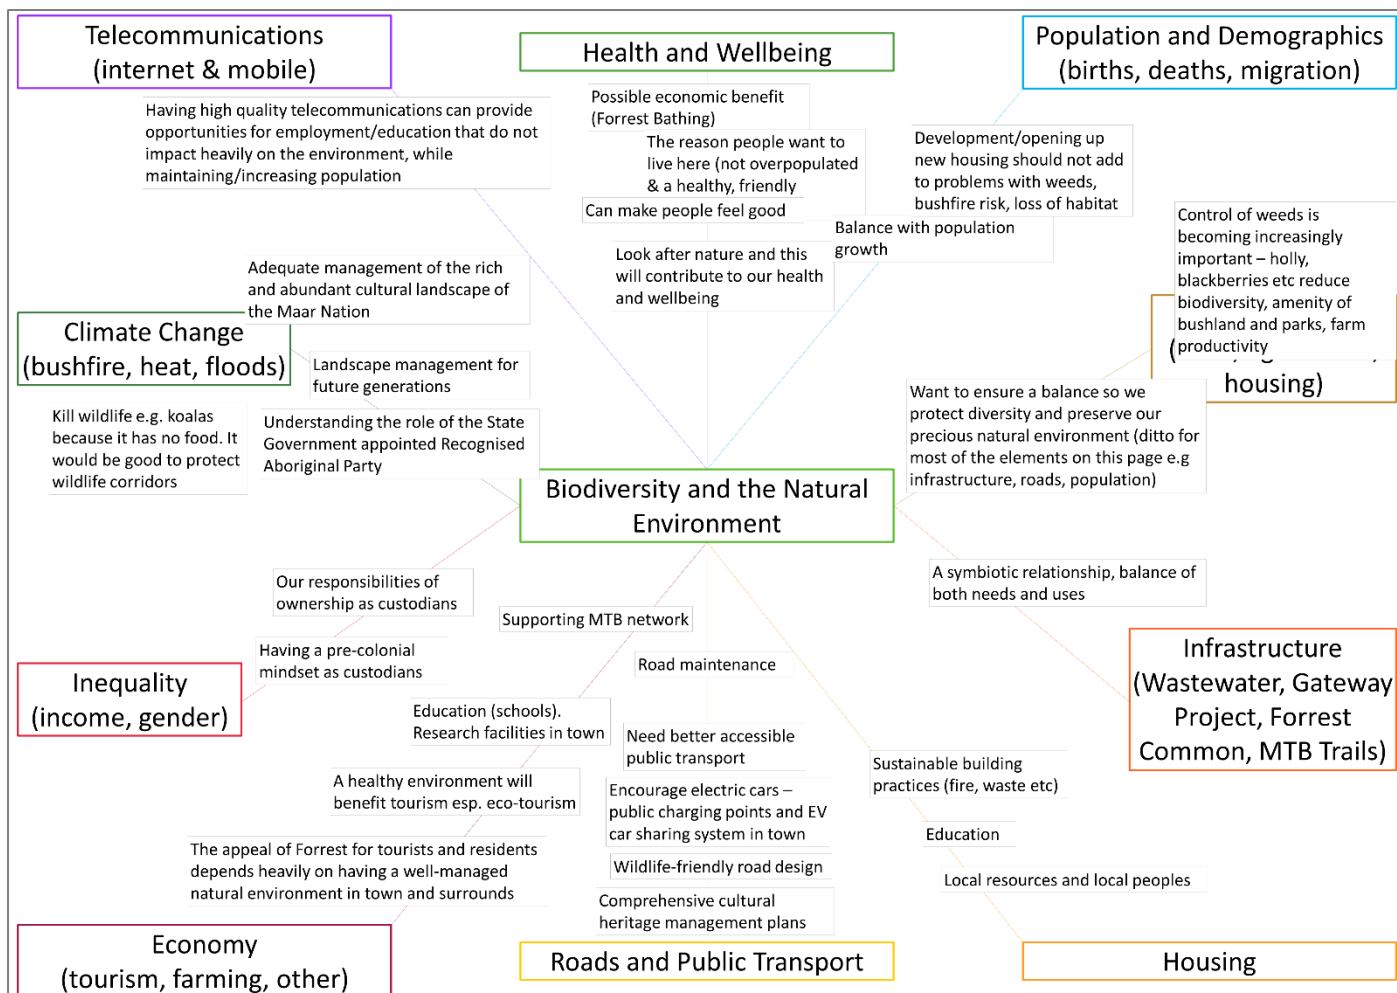 Telecommunications
(internet & mobile)
Health and Wellbeing
Population and Demographics
(births, deaths, migration)
Having high quality telecommunications can provide
opportunities for employment/education that do not
impact heavily on the environment, while
maintaining/increasing population
Possible economic benefit
(Forrest Bathing)
The reason people want to
live here (not overpopulated
& a healthy, friendly
Can make people feel good
Look after nature and this
will contribute to our health
and wellbeing
Development/opening up
new housing should not add
to problems with weeds,
bushfire risk, loss of habitat
Balance with population
growth
Control of weeds is
becoming increasingly
important – holly,
blackberries etc reduce
biodiversity, amenity of
bushland and parks, farm
productivity
housing)
Adequate management of the rich
and abundant cultural landscape of
the Maar Nation
Climate Change
(bushfire, heat, floods)
Landscape management for
future generations
Kill wildlife e.g. koalas
because it has no food. It
would be good to protect
wildlife corridors
Understanding the role of the State
Government appointed Recognised
Aboriginal Party
Want to ensure a balance so we
protect diversity and preserve our
precious natural environment (ditto for
most of the elements on this page e.g
infrastructure, roads, population)
Biodiversity and the Natural
Environment
Our responsibilities of
ownership as custodians
Having a pre-colonial
mindset as custodians
Inequality
(income, gender)
A symbiotic relationship, balance of
both needs and uses
Infrastructure
(Wastewater, Gateway
Project, Forrest
Common, MTB Trails)
Supporting MTB network
Education (schools).
Research facilities in town
A healthy environment will
benefit tourism esp. eco-tourism
The appeal of Forrest for tourists and residents
depends heavily on having a well-managed
natural environment in town and surrounds
Economy
(tourism, farming, other)
Road maintenance
Need better accessible
public transport
Encourage electric cars –
public charging points and EV
car sharing system in town
Wildlife-friendly road design
Comprehensive cultural
heritage management plans
Roads and Public Transport
Sustainable building
practices (fire, waste etc)
Education
Local resources and local peoples
Housing